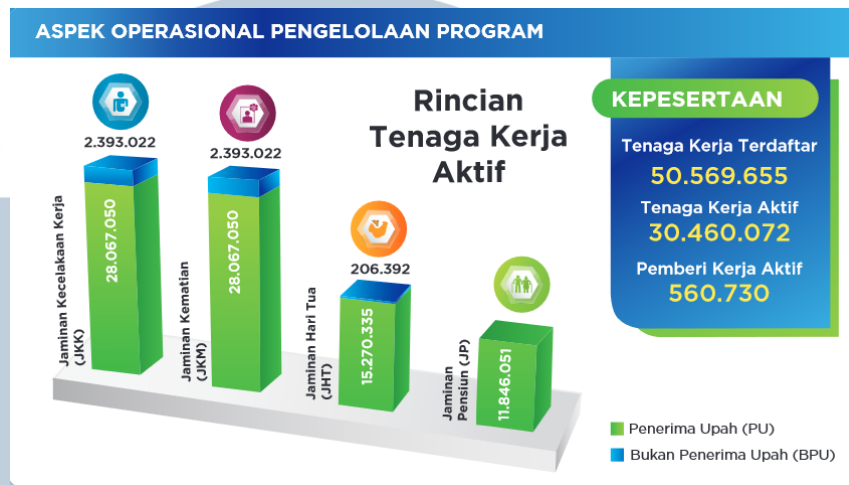 ASPEK OPERASIONAL PENGELOLAAN PROGRAM
Rincian
Tenaga Kerja
Aktif
2.393.022
28.067.050
Jaminan Kecelakaan Kerja
(JKK)
2.393.022
28.067.050
Jaminan Kematian
(JKM)
206.392
15.270.335
Jaminan Hari Tua
(JHT)
11.846.051
Jaminan
Pensiun (JP)
KEPESERTAAN
Tenaga Kerja Terdaftar
50.569.655
Tenaga Kerja Aktif
30.460.072
Pemberi Kerja Aktif
560.730
Penerima Upah (PU)
Bukan Penerima Upah (BPU)